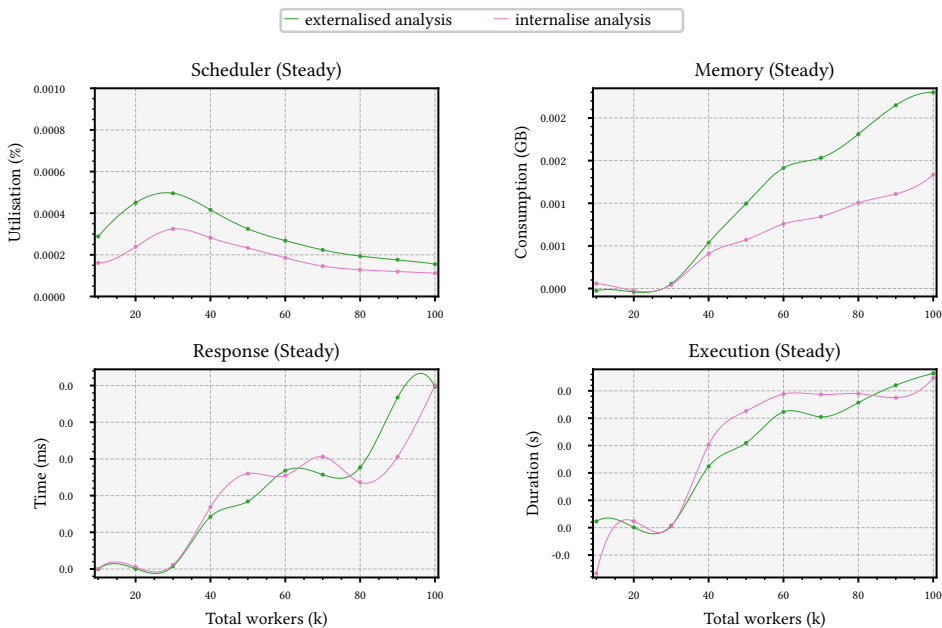 externalised analysis internalise analysis
Scheduler (Steady)
Utilisation (%)
0.0010
0.0008
0.0006
0.0004
0.0002
0.0000
20 40 60 80 100
Memory (Steady)
Consumption (GB)
0.002
0.002
0.001
0.001
0.000
20 40 60 80 100
Response (Steady)
Time (ms)
0.0
0.0
0.0
0.0
0.0
0.0
20 40 60 80 100
Total workers (k)
Execution (Steady)
Duration (s)
0.0
0.0
0.0
0.0
0.0
0.0
-0.0
20 40 60 80 100
Total workers (k)